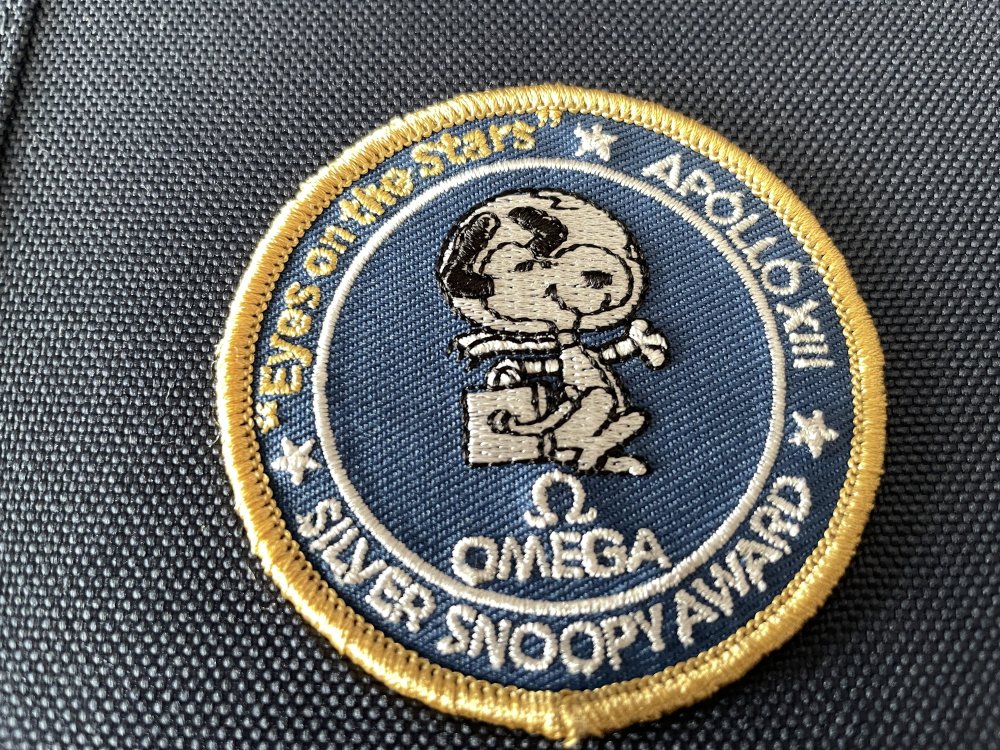 “Eyes on the Stars”
APOLLO XIII
SILVER SNOOPY AWARD
Ω
OMEGA